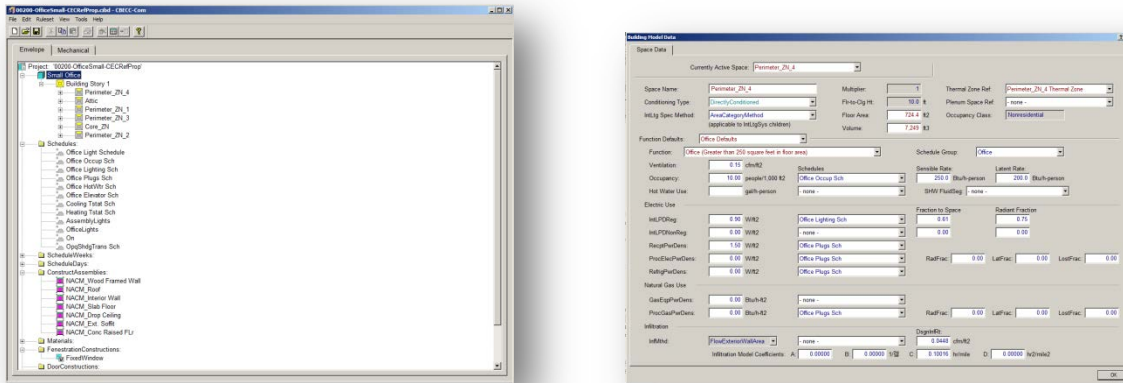 00200-OfficeSmall-CECRefProp.cibd - CBECC-Com
File Edit Ruleset View Tools Help
Envelope Mechanical
Project: '00200-OfficeSmall-CECRefProp'
Small Office
Building Story 1
Perimeter_ZN_4
Attic
Perimeter_ZN_1
Perimeter_ZN_3
Core_ZN
Perimeter_ZN_2
Schedules:
Office Light Schedule
Office Occup Sch
Office Lighting Sch
Office Plugs Sch
Office HotWtr Sch
Office Elevator Sch
Cooling Tstat Sch
Heating Tstat Sch
AssemblyLights
OfficeLights
On
OpqShdgTrans Sch
ScheduleWeeks:
ScheduleDays:
ConstructAssemblies:
NACM_Wood Framed Wall
NACM_Roof
NACM_Interior Wall
NACM_Slab Floor
NACM_Drop Ceiling
NACM_Ext. Soffit
NACM_Conc Raised FLr
Materials:
FenestrationConstructions:
FixedWindow
DoorConstructions:
Building Model Data
Space Data
Currently Active Space: Perimeter_ZN_4
Space Name: Perimeter_ZN_4 Multiplier: 1 Thermal Zone Ref: Perimeter_ZN_4 Thermal Zone
Conditioning Type: DirectlyConditioned Flr-to-Clg Ht: 10.0 ft Plenum Space Ref: - none -
IntLtg Spec Method: AreaCategoryMethod Floor Area: 724.4 ft2 Occupancy Class: Nonresidential
(applicable to IntLtgSys children) Volume: 7,249 ft3
Function Defaults: Office Defaults
Function: Office (Greater than 250 square feet in floor area) Schedule Group: Office
Ventilation: 0.15 cfm/ft2 Schedules Sensible Rate: Latent Rate:
Occupancy: 10.00 people/1,000 ft2 Office Occup Sch 250.0 Btu/h-person 200.0 Btu/h-person
Hot Water Use: gal/h-person - none - SHW FluidSeg: - none -
Electric Use Fraction to Space Radiant Fraction
IntLPDReg: 0.90 W/ft2 Office Lighting Sch 0.61 0.75
IntLPDNonReg: 0.00 W/ft2 - none - 0.00 0.00
RecptPwrDens: 1.50 W/ft2 Office Plugs Sch
ProcElecPwrDens: 0.00 W/ft2 Office Plugs Sch RadFrac: 0.00 LatFrac: 0.00 LostFrac: 0.00
RefrgPwrDens: 0.00 W/ft2 Office Plugs Sch
Natural Gas Use
GasEqpPwrDens: 0.00 Btu/h-ft2 - none -
ProcGasPwrDens: 0.00 Btu/h-ft2 Office Plugs Sch RadFrac: 0.00 LatFrac: 0.00 LostFrac: 0.00
Infiltration DsgnInfRt:
InfMthd: FlowExteriorWallArea - none - 0.0448 cfm/ft2
Infiltration Model Coefficients: A: 0.00000 B: 0.00000 C: 0.10016 hr/mile D: 0.00000 hr2/mile2
OK